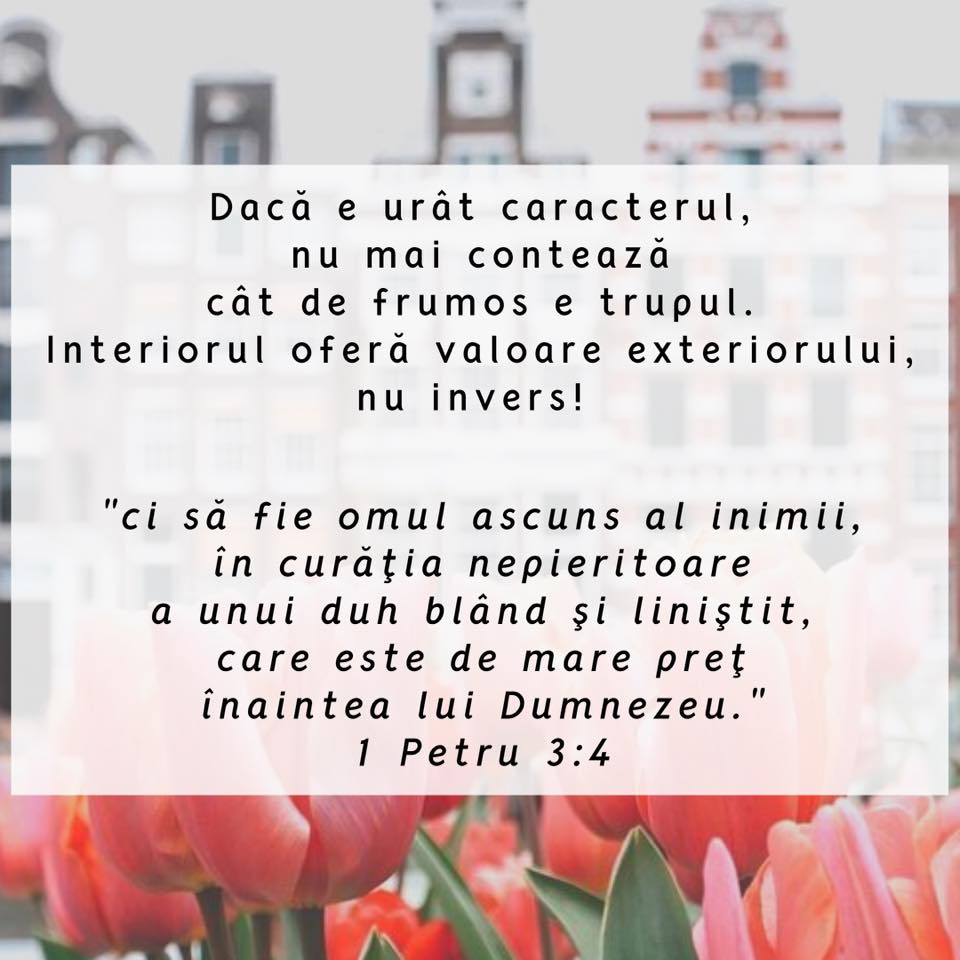 Dacă e urât caracterul,
nu mai contează
cât de frumos e trupul.
Interiorul oferă valoare exteriorului,
nu invers!
"ci să fie omul ascuns al inimii,
în curăţia nepieritoare
a unui duh blând şi liniştit,
care este de mare preţ
înaintea lui Dumnezeu."
1 Petru 3:4